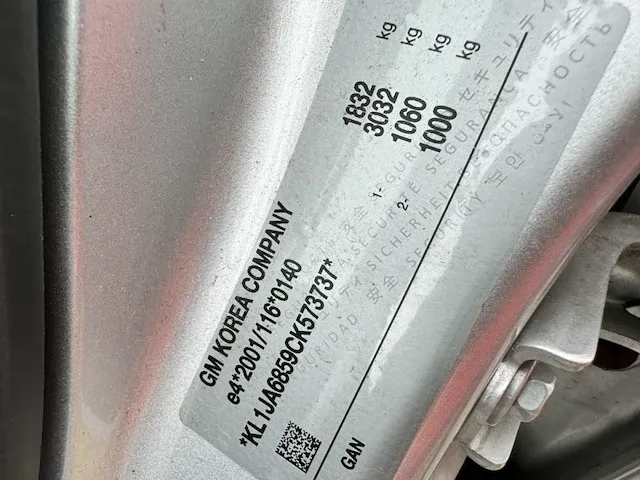 GM KOREA COMPANY
e4*2001/116*0140
*KL1JA6859CK573737*
1832 kg
3032 kg
1- 1060 kg
2- 1000 kg
GAN